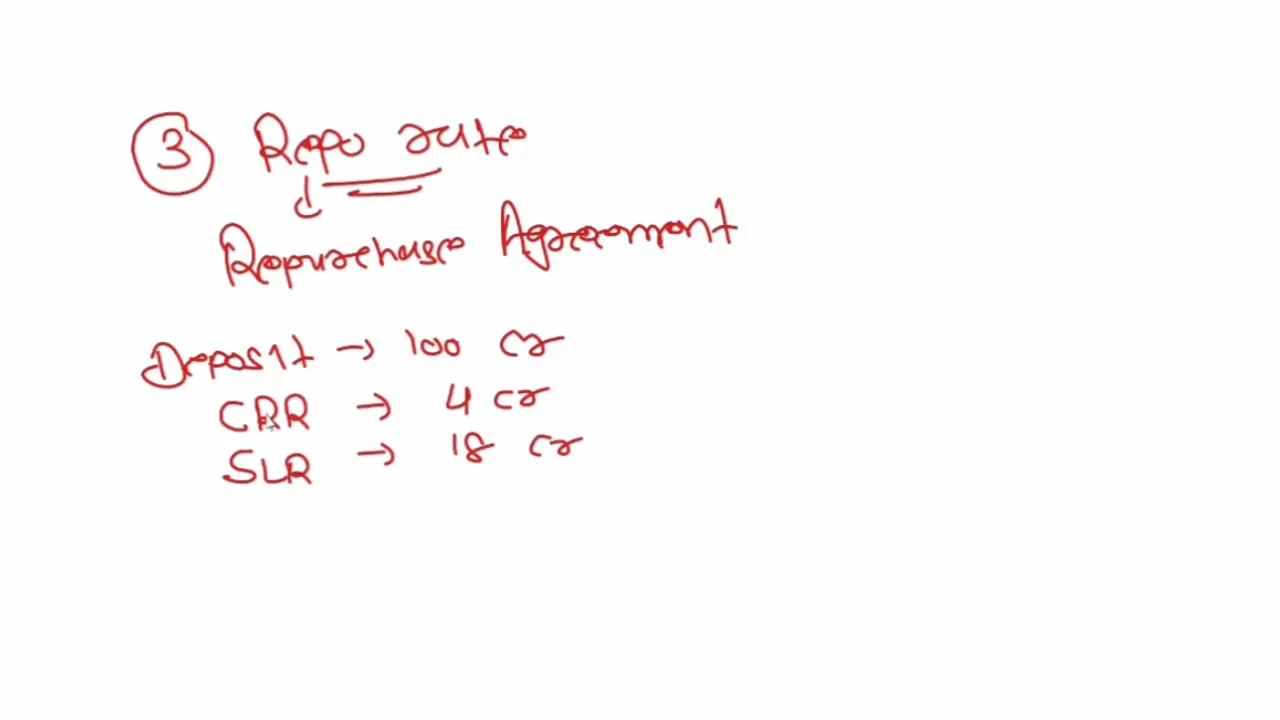 3 Repo rate
Repurchase Agreement
Deposit → 100 cr
CRR → 4 cr
SLR → 18 cr